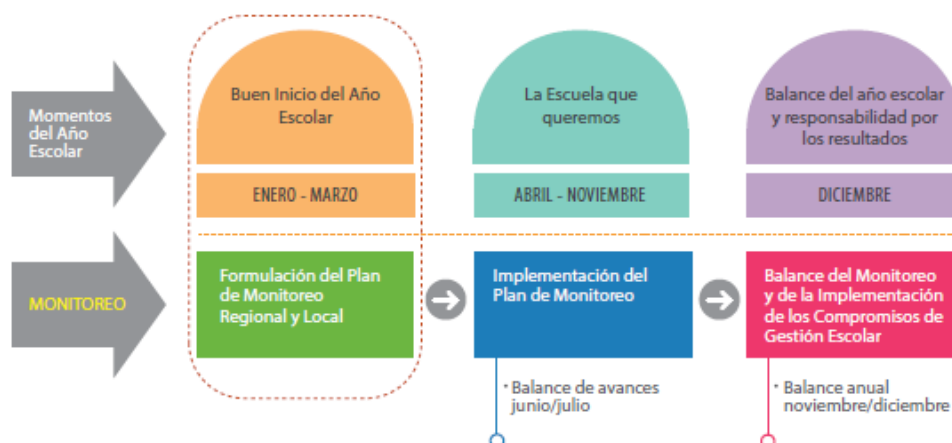 Momentos
del Año
Escolar
Buen Inicio del Año
Escolar
La Escuela que
queremos
Balance del año escolar
y responsabilidad por
los resultados
ENERO - MARZO
ABRIL - NOVIEMBRE
DICIEMBRE
MONITOREO
Formulación del Plan
de Monitoreo
Regional y Local
Implementación del
Plan de Monitoreo
Balance del Monitoreo
y de la Implementación
de los Compromisos de
Gestión Escolar
· Balance de avances
junio/julio
· Balance anual
noviembre/diciembre